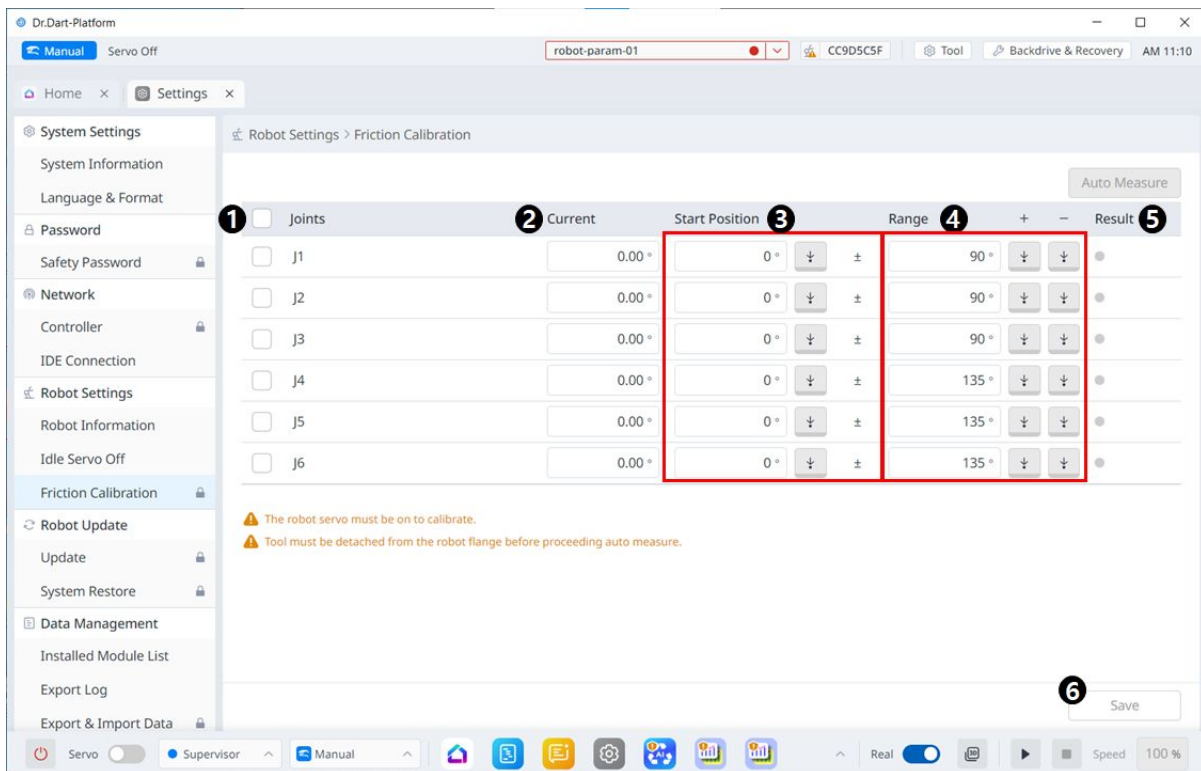 Dr.Dart-Platform
Manual Servo Off robot-param-01 CC9D5C5F Tool Backdrive & Recovery AM 11:10
Home Settings
System Settings
System Information
Language & Format
Password
Safety Password
Network
Controller
IDE Connection
Robot Settings
Robot Information
Idle Servo Off
Friction Calibration
Robot Update
Update
System Restore
Data Management
Installed Module List
Export Log
Export & Import Data
Robot Settings > Friction Calibration
Auto Measure
1 Joints 2 Current Start Position 3 Range 4 + − Result 5
J1 0.00 ° 0 ° ± 90 °
J2 0.00 ° 0 ° ± 90 °
J3 0.00 ° 0 ° ± 90 °
J4 0.00 ° 0 ° ± 135 °
J5 0.00 ° 0 ° ± 135 °
J6 0.00 ° 0 ° ± 135 °
The robot servo must be on to calibrate.
Tool must be detached from the robot flange before proceeding auto measure.
6 Save
Servo Supervisor Manual AI Real 3D Speed 100 %